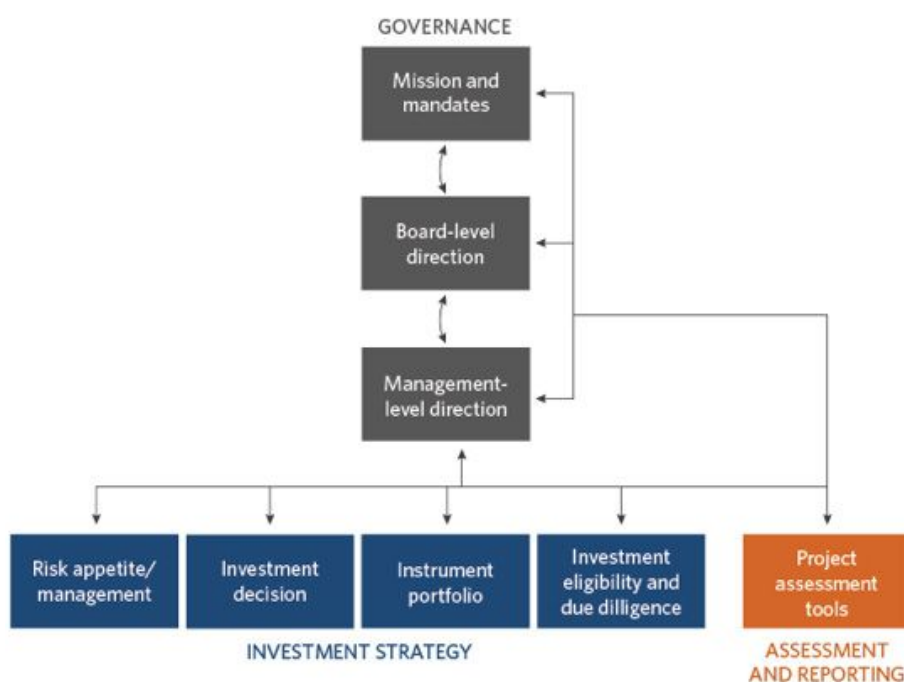 GOVERNANCE
Mission and
mandates
Board-level
direction
Management-
level direction
Risk appetite/
management
Investment
decision
Instrument
portfolio
Investment
eligibility and
due dilligence
Project
assessment
tools
INVESTMENT STRATEGY
ASSESSMENT
AND REPORTING